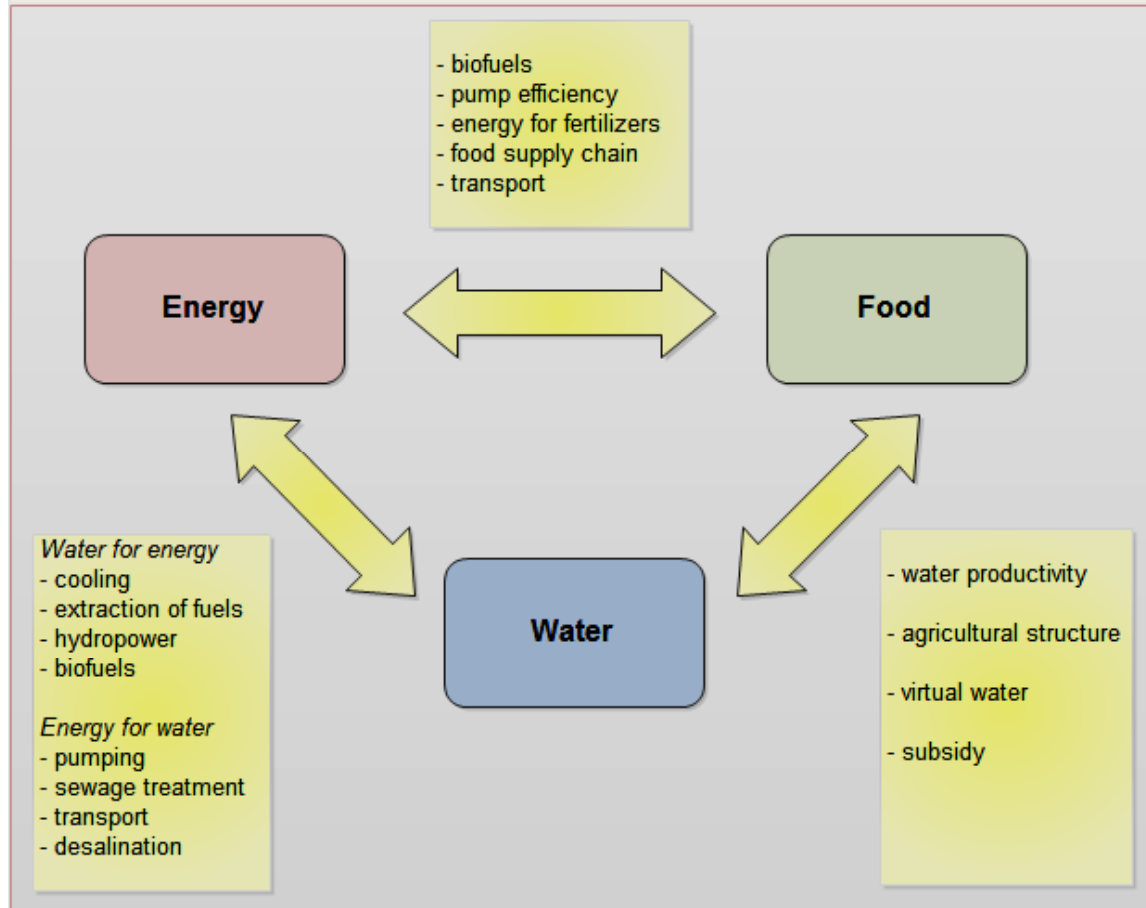 - biofuels
- pump efficiency
- energy for fertilizers
- food supply chain
- transport
Energy
Food
Water for energy
- cooling
- extraction of fuels
- hydropower
- biofuels
Energy for water
- pumping
- sewage treatment
- transport
- desalination
Water
- water productivity
- agricultural structure
- virtual water
- subsidy